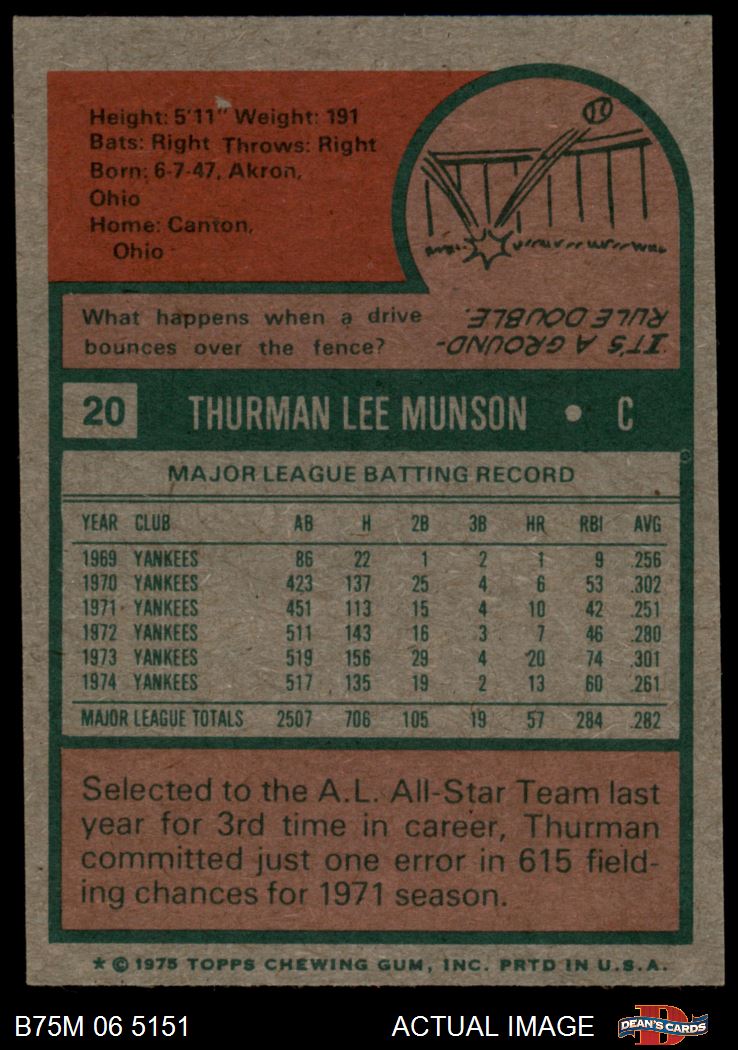 Height: 5'11" Weight: 191
Bats: Right Throws: Right
Born: 6-7-47, Akron,
Ohio
Home: Canton,
Ohio
What happens when a drive
bounces over the fence?
IT'S A GROUND-
RULE DOUBLE.
20 THURMAN LEE MUNSON • C
MAJOR LEAGUE BATTING RECORD
YEAR CLUB AB H 2B 3B HR RBI AVG
1969 YANKEES 86 22 1 2 1 9 .256
1970 YANKEES 423 137 25 4 6 53 .302
1971 YANKEES 451 113 15 4 10 42 .251
1972 YANKEES 511 143 16 3 7 46 .280
1973 YANKEES 519 156 29 4 20 74 .301
1974 YANKEES 517 135 19 2 13 60 .261
MAJOR LEAGUE TOTALS 2507 706 105 19 57 284 .282
Selected to the A.L. All-Star Team last
year for 3rd time in career, Thurman
committed just one error in 615 field-
ing chances for 1971 season.
* © 1975 TOPPS CHEWING GUM, INC. PRTD IN U.S.A.
B75M 06 5151 ACTUAL IMAGE DEAN'S CARDS